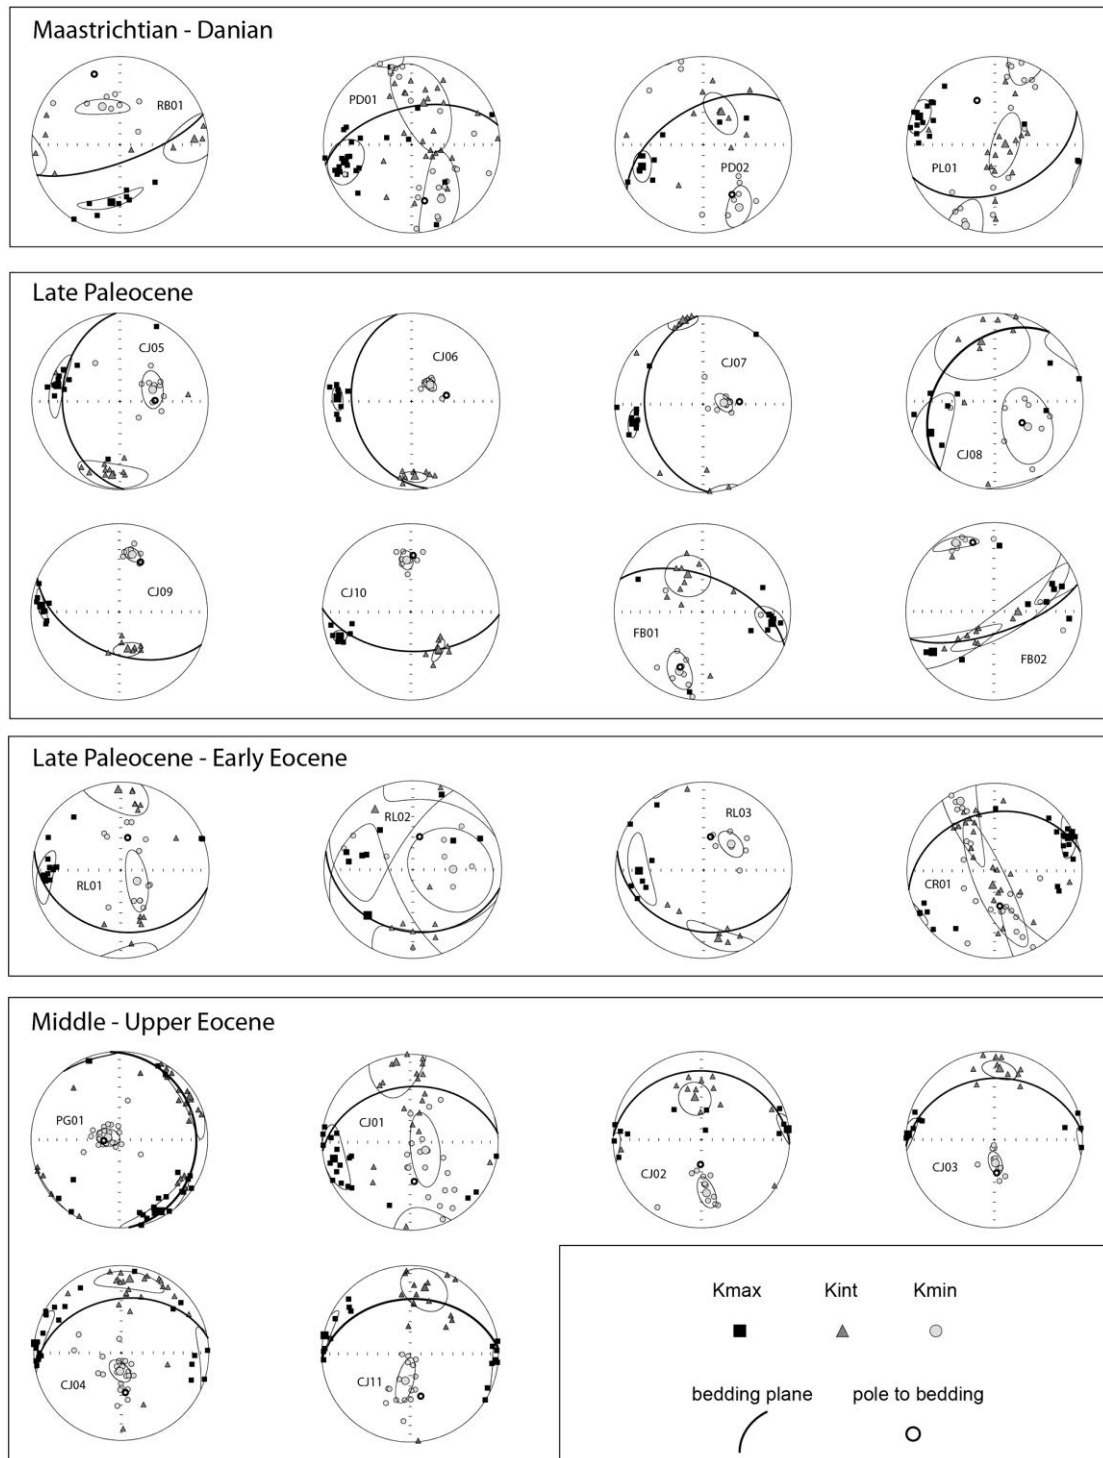 Maastrichtian - Danian
RB01
PD01
PD02
PL01
Late Paleocene
CJ05
CJ06
CJ07
CJ08
CJ09
CJ10
FB01
FB02
Late Paleocene - Early Eocene
RL01
RL02
RL03
CR01
Middle - Upper Eocene
PG01
CJ01
CJ02
CJ03
CJ04
CJ11
Kmax Kint Kmin
bedding plane pole to bedding